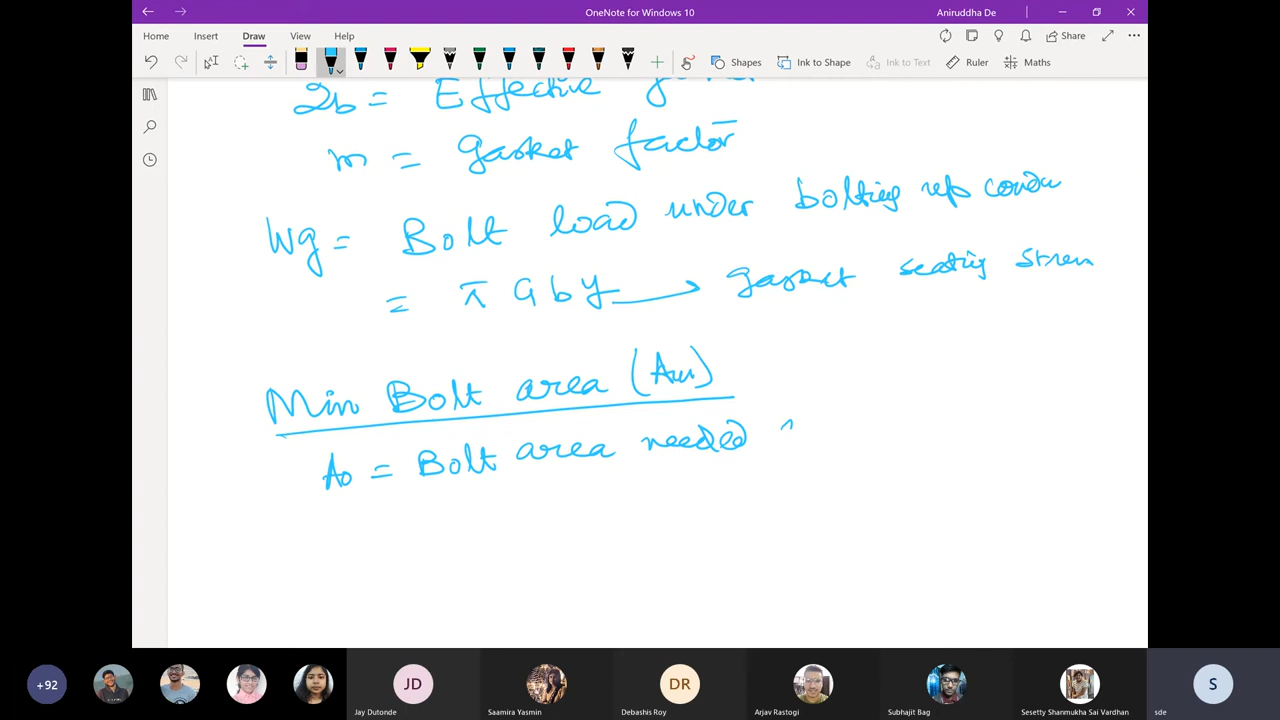 OneNote for Windows 10
Aniruddha De
Home Insert Draw View Help
Share
Shapes
Ink to Shape
Ink to Text
Ruler
Maths
2b = Effective
m = gasket factor
Wg = Bolt load under bolting up condn
= π G b y → gasket seating stress
Min Bolt area (Am)
A0 = Bolt area needed
+92
JD
DR
S
Jay Dutonde
Saamira Yasmin
Debashis Roy
Arjav Rastogi
Subhajit Bag
Sesetty Shanmukha Sai Vardhan
sde